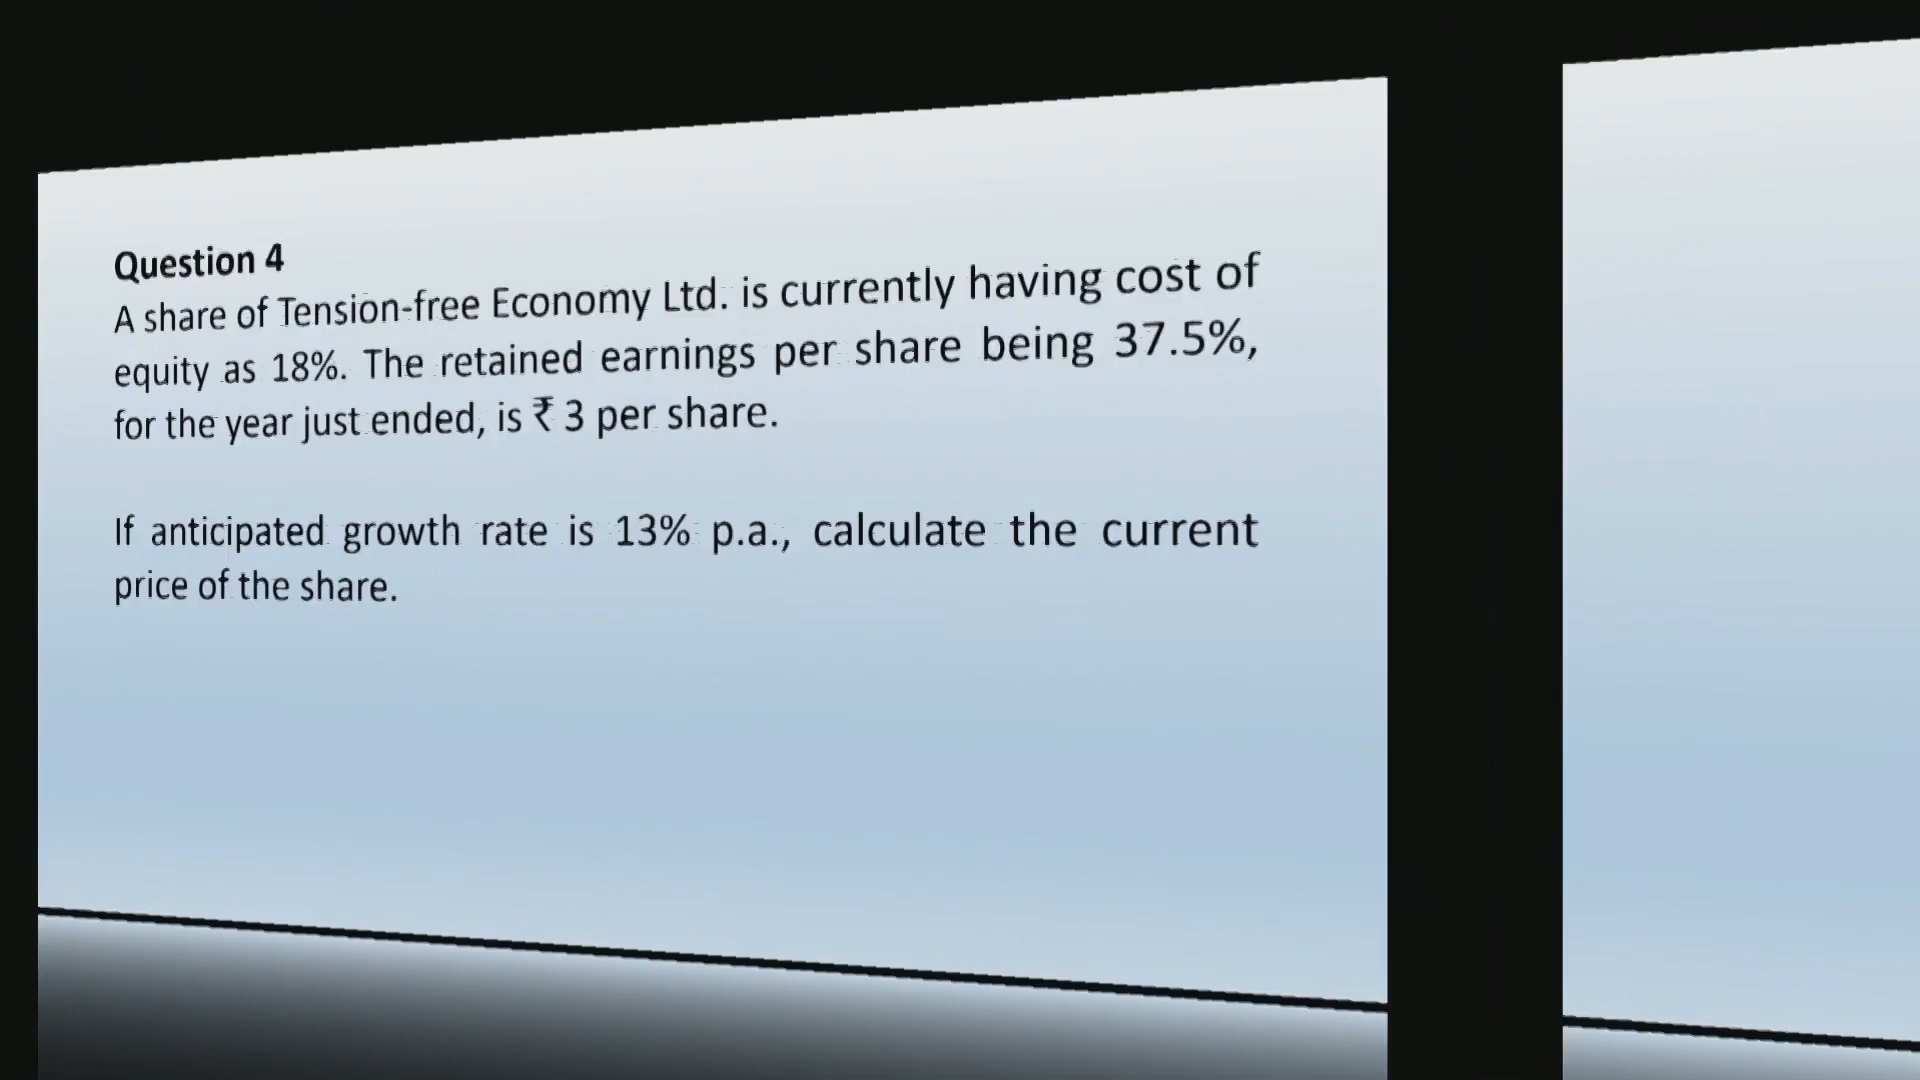 Question 4
A share of Tension-free Economy Ltd. is currently having cost of
equity as 18%. The retained earnings per share being 37.5%,
for the year just ended, is ₹ 3 per share.
If anticipated growth rate is 13% p.a., calculate the current
price of the share.